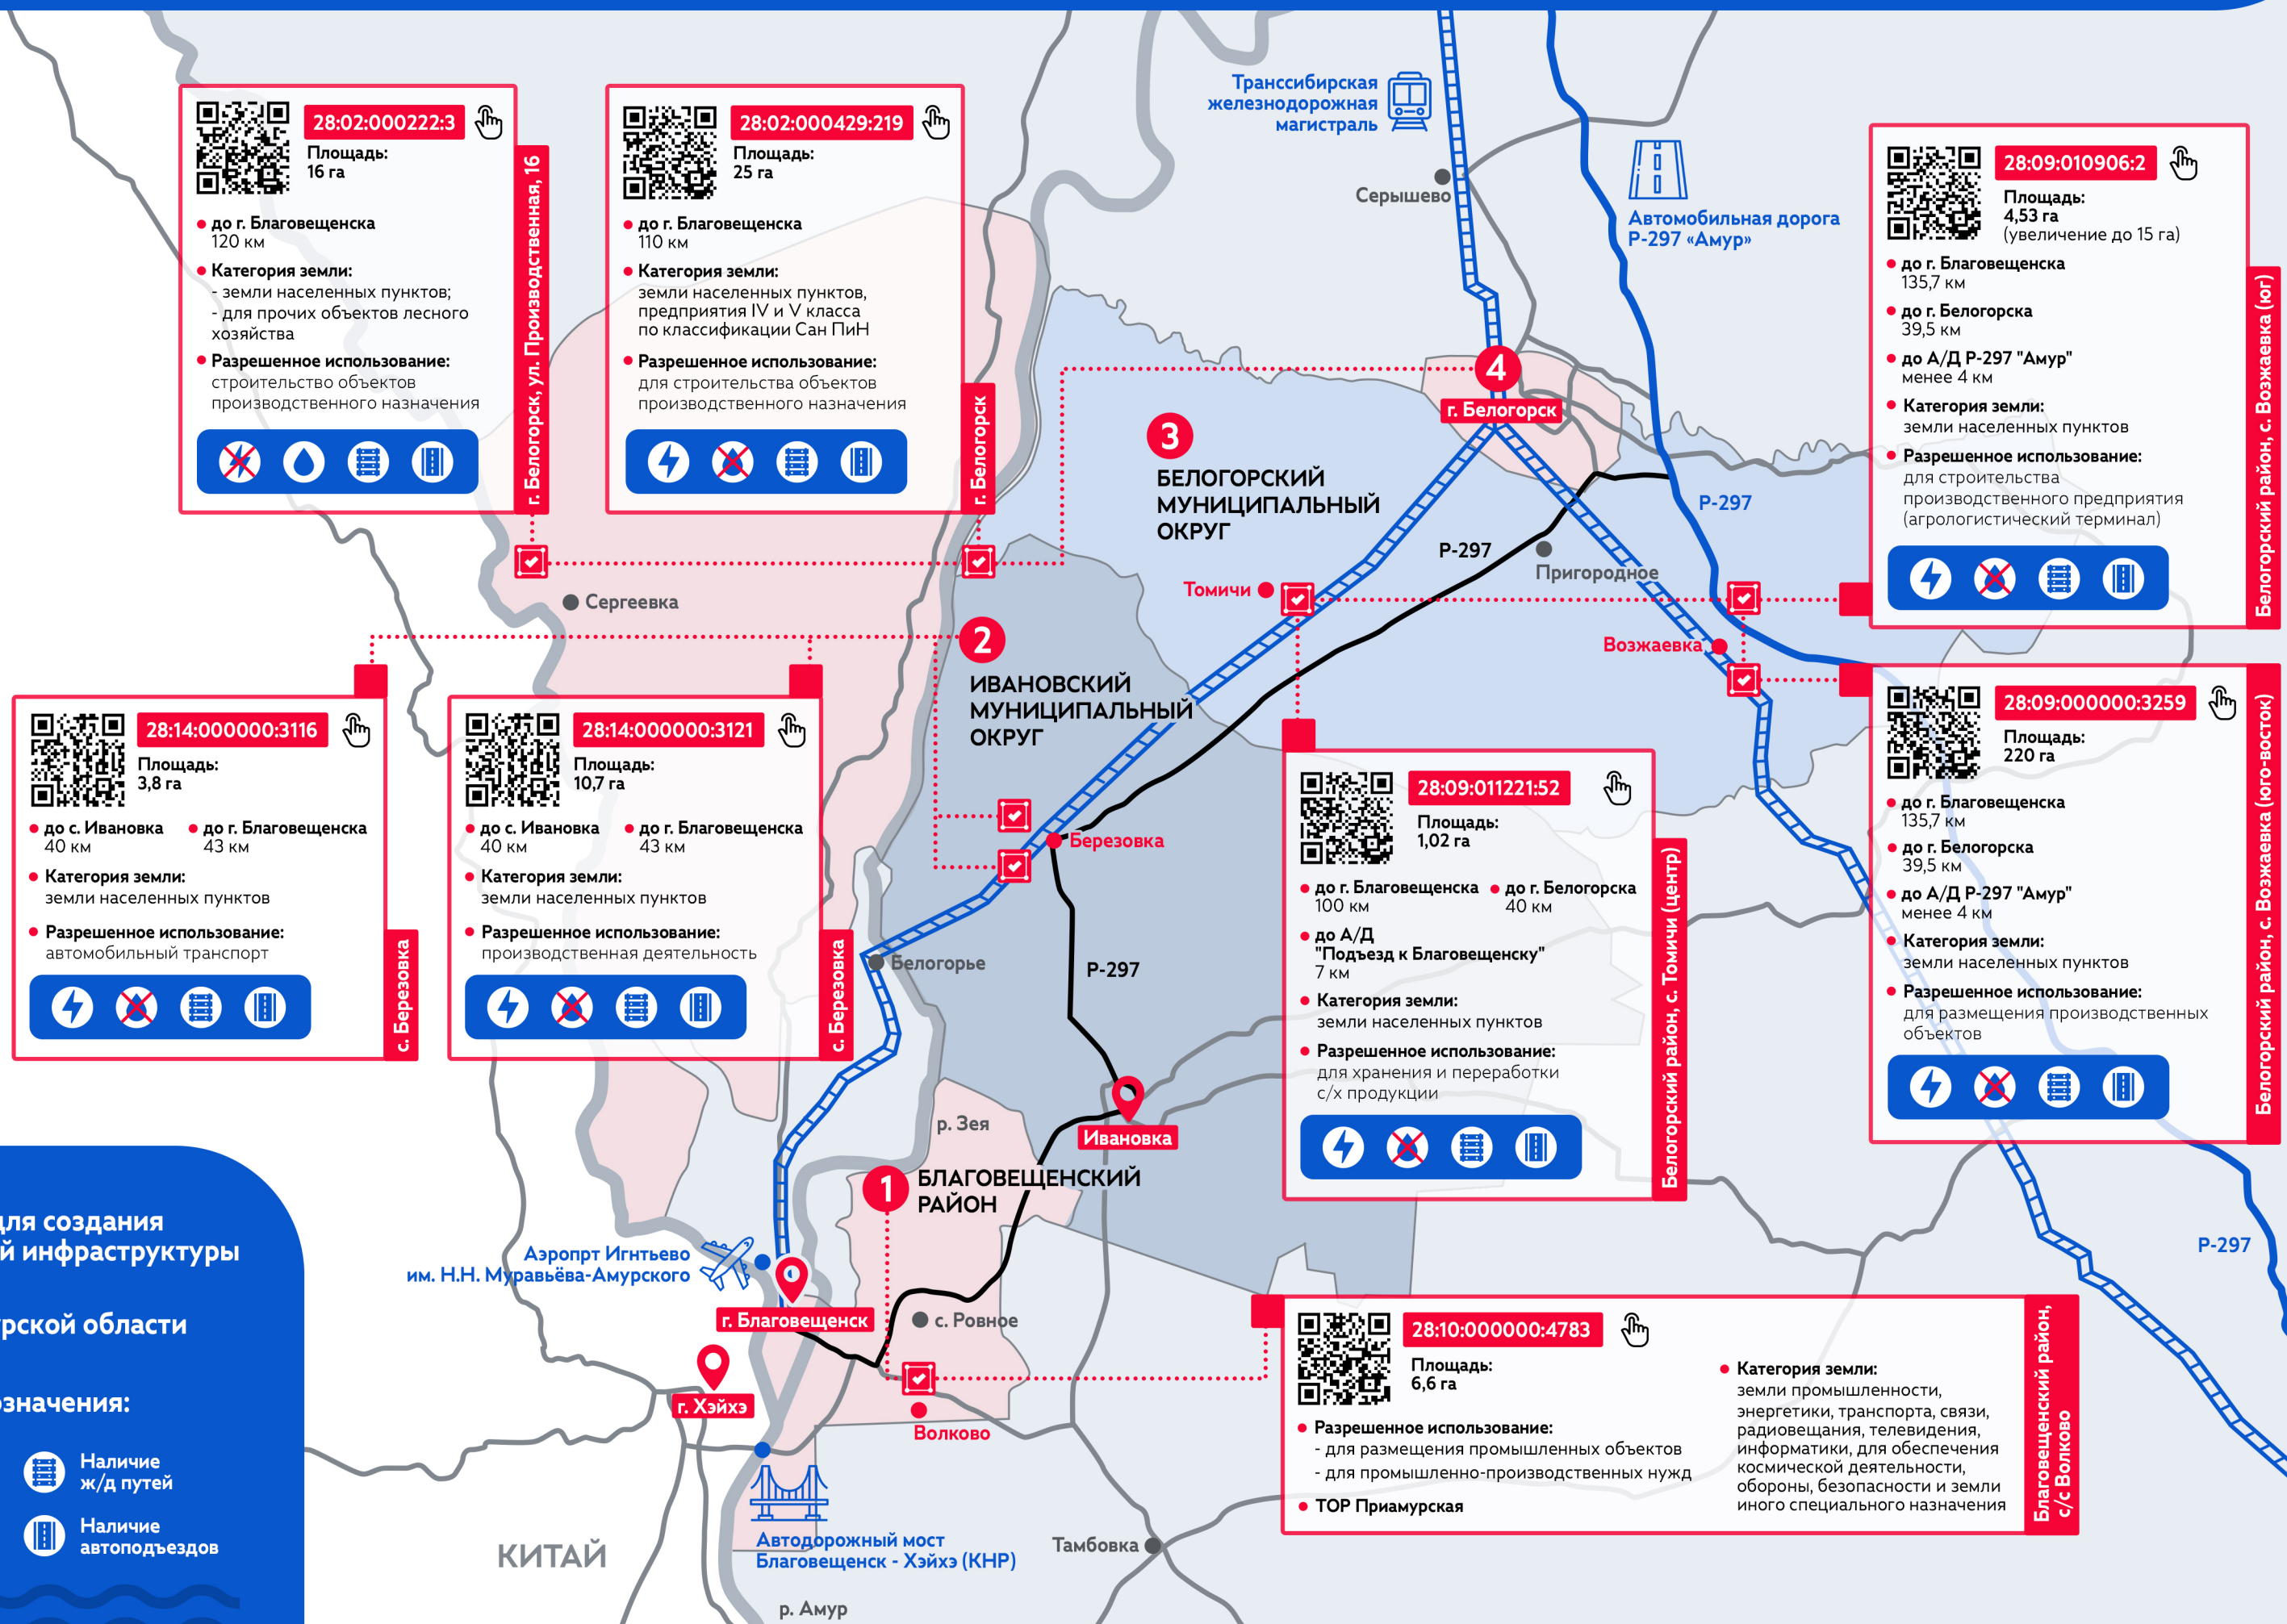 28:02:000222:3
Площадь:
16 га
до г. Благовещенска
120 км
Категория земли:
- земли населенных пунктов;
- для прочих объектов лесного
хозяйства
Разрешенное использование:
строительство объектов
производственного назначения
г. Белогорск, ул. Производственная, 16
28:02:000429:219
Площадь:
25 га
до г. Благовещенска
110 км
Категория земли:
земли населенных пунктов,
предприятия IV и V класса
по классификации Сан ПиН
Разрешенное использование:
для строительства объектов
производственного назначения
г. Белогорск
Транссибирская
железнодорожная
магистраль
Серышево
Автомобильная дорога
Р-297 «Амур»
28:09:010906:2
Площадь:
4,53 га
(увеличение до 15 га)
до г. Благовещенска
135,7 км
до г. Белогорска
39,5 км
до А/Д Р-297 "Амур"
менее 4 км
Категория земли:
земли населенных пунктов
Разрешенное использование:
для строительства
производственного предприятия
(агрологистический терминал)
Белогорский район, с. Возжаевка (юг)
4
г. Белогорск
3
БЕЛОГОРСКИЙ
МУНИЦИПАЛЬНЫЙ
ОКРУГ
Р-297
Р-297
Пригородное
Томичи
Возжаевка
Сергеевка
2
ИВАНОВСКИЙ
МУНИЦИПАЛЬНЫЙ
ОКРУГ
28:14:000000:3116
Площадь:
3,8 га
до с. Ивановка
40 км
до г. Благовещенска
43 км
Категория земли:
земли населенных пунктов
Разрешенное использование:
автомобильный транспорт
с. Березовка
28:14:000000:3121
Площадь:
10,7 га
до с. Ивановка
40 км
до г. Благовещенска
43 км
Категория земли:
земли населенных пунктов
Разрешенное использование:
производственная деятельность
с. Березовка
Березовка
Белогорье
Р-297
28:09:011221:52
Площадь:
1,02 га
до г. Благовещенска
100 км
до г. Белогорска
40 км
до А/Д
"Подъезд к Благовещенску"
7 км
Категория земли:
земли населенных пунктов
Разрешенное использование:
для хранения и переработки
с/х продукции
Белогорский район, с. Томичи (центр)
28:09:000000:3259
Площадь:
220 га
до г. Благовещенска
135,7 км
до г. Белогорска
39,5 км
до А/Д Р-297 "Амур"
менее 4 км
Категория земли:
земли населенных пунктов
Разрешенное использование:
для размещения производственных
объектов
Белогорский район, с. Возжаевка (юго-восток)
р. Зея
Ивановка
1
БЛАГОВЕЩЕНСКИЙ
РАЙОН
Аэропрт Игнтьево
им. Н.Н. Муравьёва-Амурского
г. Благовещенск
с. Ровное
г. Хэйхэ
Волково
Р-297
28:10:000000:4783
Площадь:
6,6 га
Разрешенное использование:
- для размещения промышленных объектов
- для промышленно-производственных нужд
ТОР Приамурская
Категория земли:
земли промышленности,
энергетики, транспорта, связи,
радиовещания, телевидения,
информатики, для обеспечения
космической деятельности,
обороны, безопасности и земли
иного специального назначения
Благовещенский район,
с/с Волково
Автодорожный мост
Благовещенск - Хэйхэ (КНР)
Тамбовка
КИТАЙ
р. Амур
для создания
й инфраструктуры
урской области
означения:
Наличие
ж/д путей
Наличие
автоподъездов